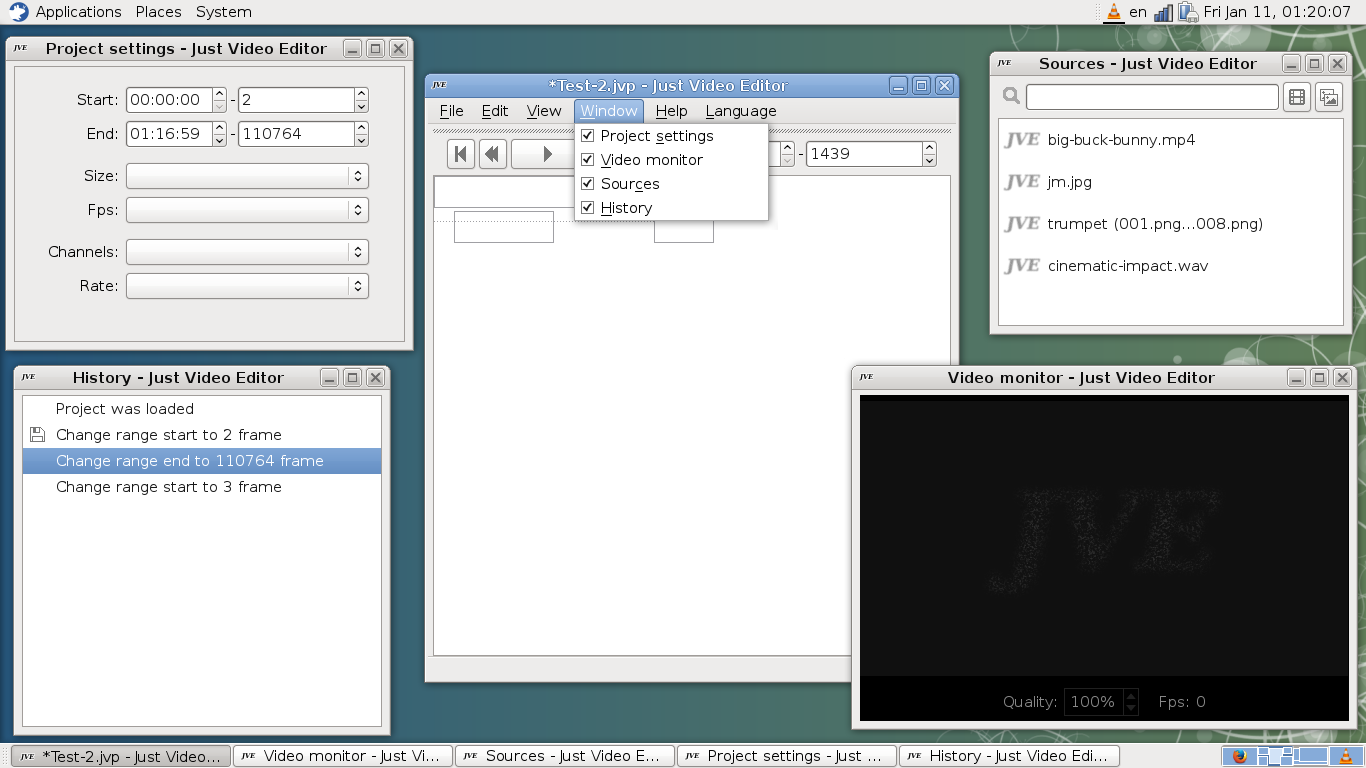 Applications Places System
en Fri Jan 11, 01:20:07
JVE Project settings - Just Video Editor
Start: 00:00:00 - 2
End: 01:16:59 - 110764
Size:
Fps:
Channels:
Rate:
JVE *Test-2.jvp - Just Video Editor
File Edit View Window Help Language
Project settings
Video monitor
Sources
History
- 1439
JVE Sources - Just Video Editor
JVE big-buck-bunny.mp4
JVE jm.jpg
JVE trumpet (001.png...008.png)
JVE cinematic-impact.wav
JVE History - Just Video Editor
Project was loaded
Change range start to 2 frame
Change range end to 110764 frame
Change range start to 3 frame
JVE Video monitor - Just Video Editor
JVE
Quality: 100% Fps: 0
JVE *Test-2.jvp - Just Video... JVE Video monitor - Just Vi... JVE Sources - Just Video E... JVE Project settings - Just ... JVE History - Just Video Edi...